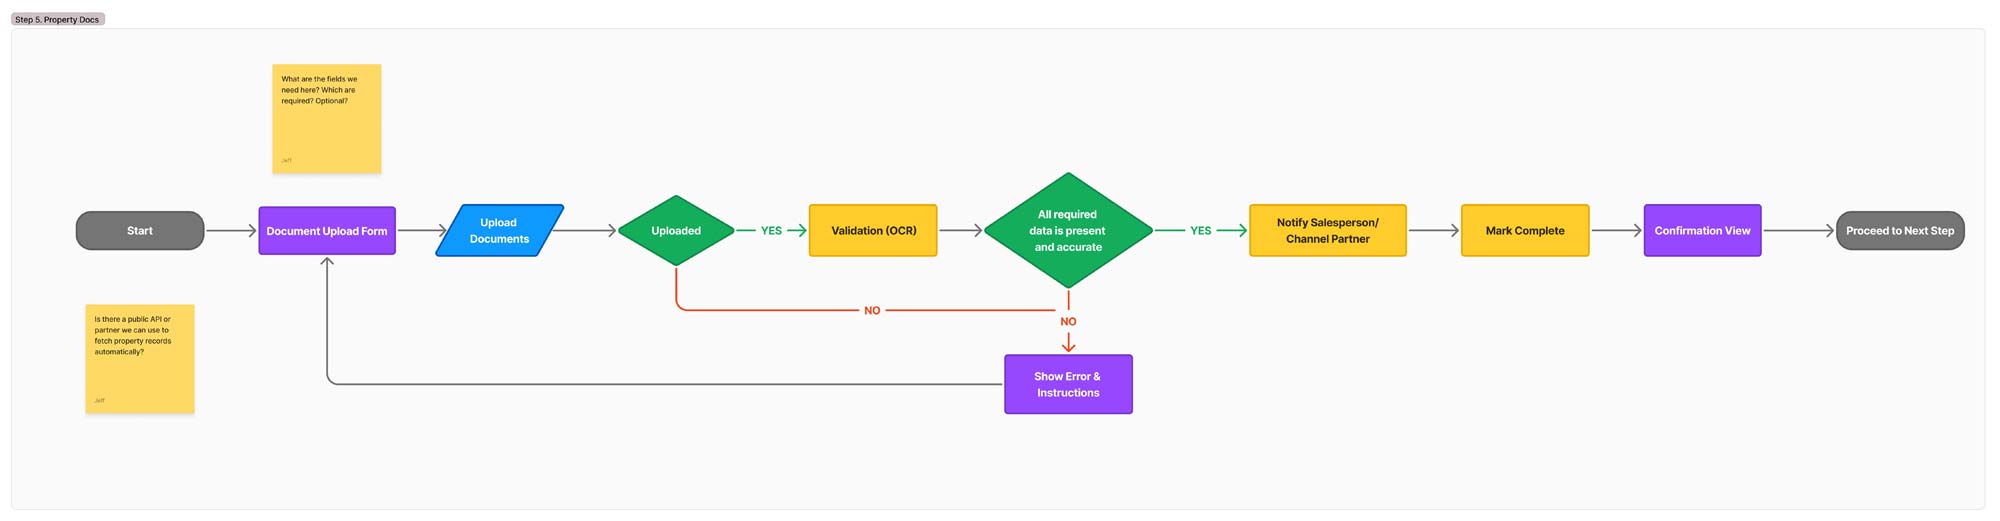 Step 5. Property Docs
What are the fields we
need here? Which are
required? Optional?
Jeff
Start
Document Upload Form
Upload
Documents
Uploaded
YES
Validation (OCR)
All required
data is present
and accurate
YES
Notify Salesperson/
Channel Partner
Mark Complete
Confirmation View
Proceed to Next Step
NO
NO
Is there a public API or
partner we can use to
fetch property records
automatically?
Jeff
Show Error &
Instructions